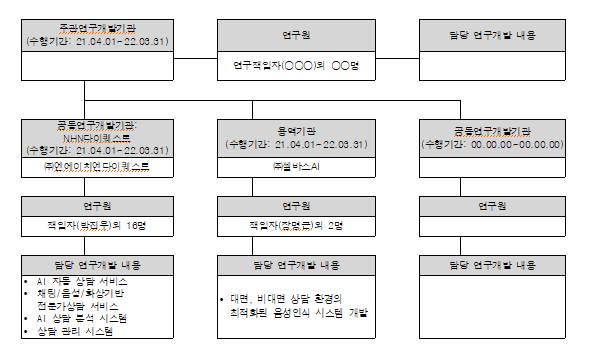 주관연구개발기관
(수행기간: 21.04.01-22.03.31)
연구원
담당 연구개발 내용
연구책임자(○○○)외 ○○명
공동연구개발기관:
NHN다이퀘스트
(수행기간: 21.04.01-22.03.31)
용역기관
(수행기간: 21.04.01-22.03.31)
공동연구개발기관
(수행기간: 00.00.00-00.00.00)
㈜엔에이치엔다이퀘스트
㈜셀바스AI
연구원
연구원
연구원
책임자(박진우)외 16명
책임자(장명근)외 2명
담당 연구개발 내용
담당 연구개발 내용
담당 연구개발 내용
• AI 자동 상담 서비스
• 채팅/음성/화상기반
전문가상담 서비스
• AI 상담 분석 시스템
• 상담 관리 시스템
• 대면, 비대면 상담 환경의
최적화된 음성인식 시스템 개발